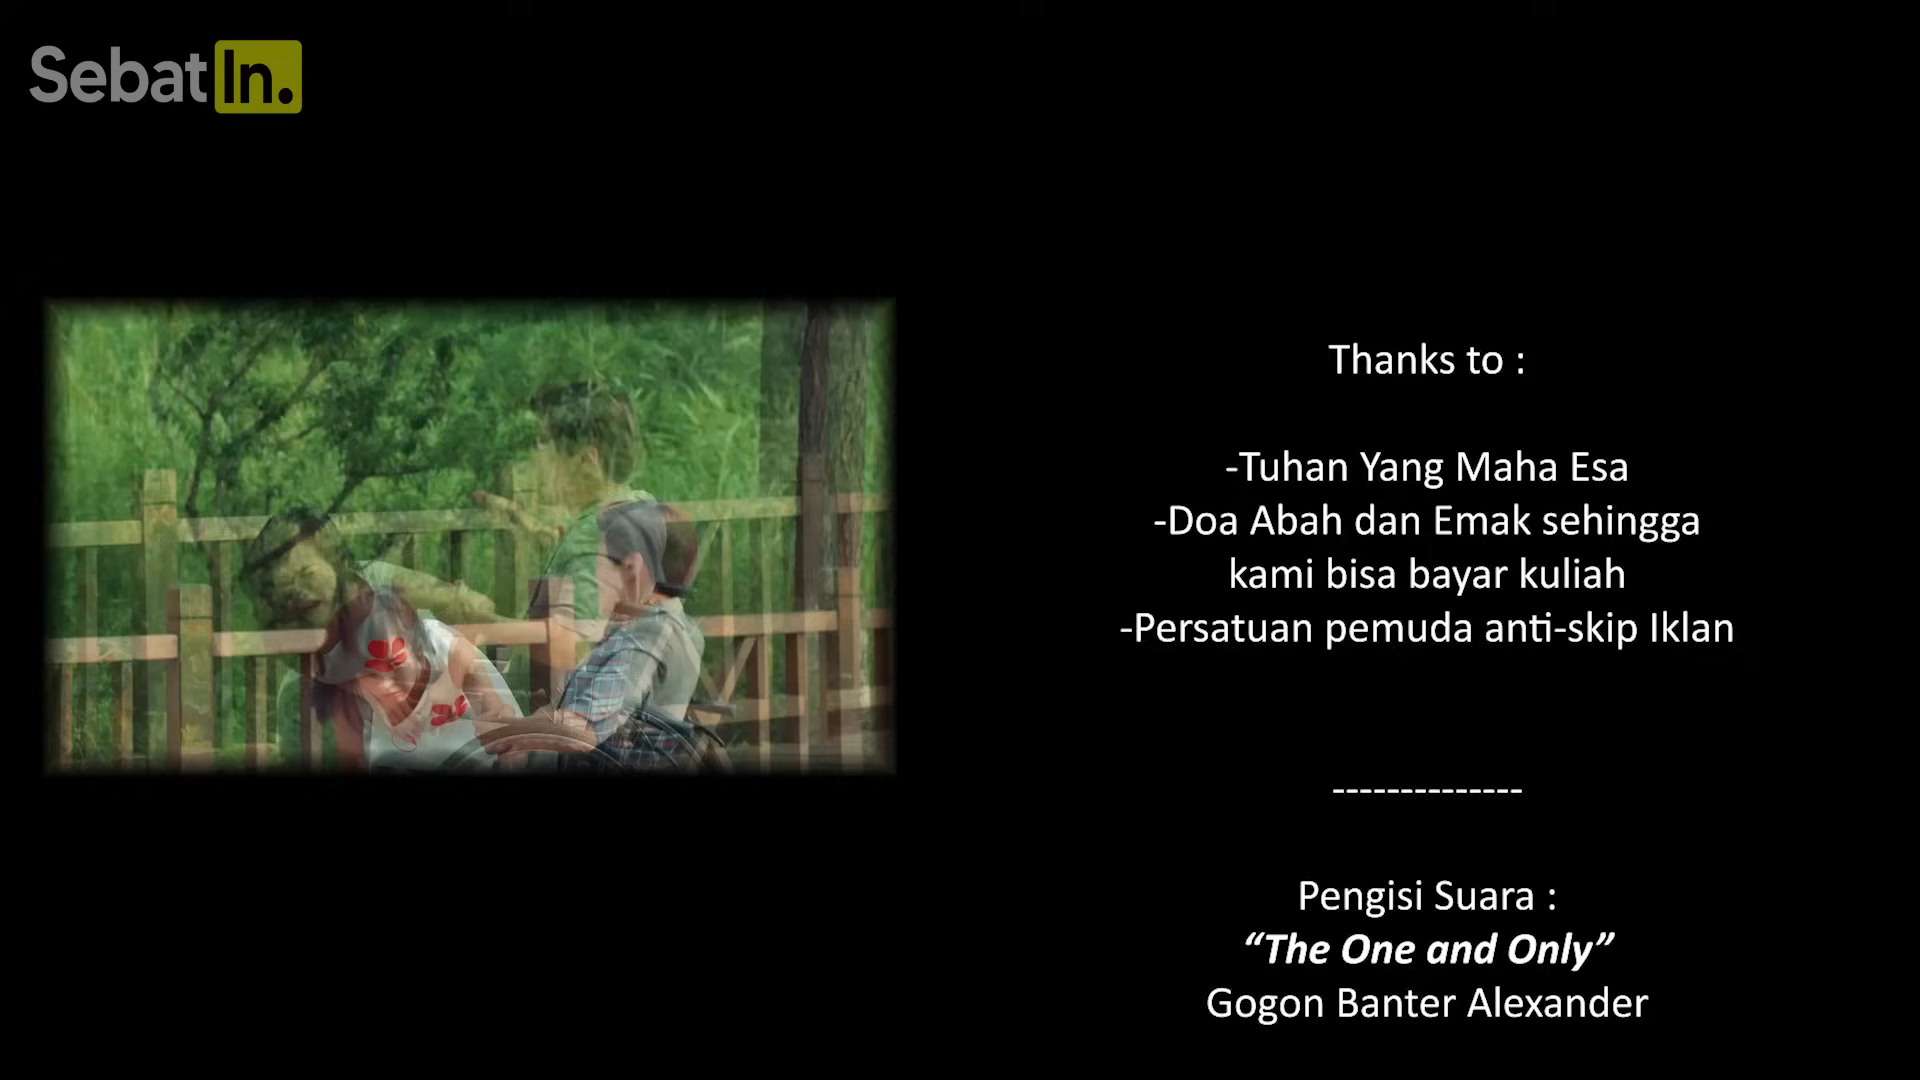 SebatIn.
Thanks to :
-Tuhan Yang Maha Esa
-Doa Abah dan Emak sehingga
kami bisa bayar kuliah
-Persatuan pemuda anti-skip Iklan
--------------
Pengisi Suara :
“The One and Only”
Gogon Banter Alexander